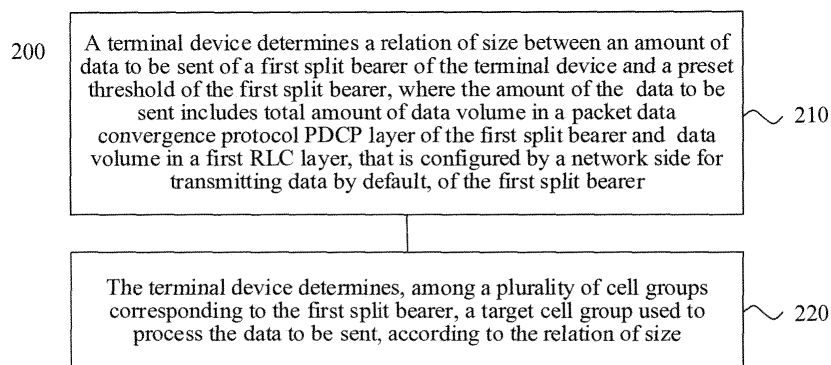 200
A terminal device determines a relation of size between an amount of
data to be sent of a first split bearer of the terminal device and a preset
threshold of the first split bearer, where the amount of the data to be
sent includes total amount of data volume in a packet data
convergence protocol PDCP layer of the first split bearer and data
volume in a first RLC layer, that is configured by a network side for
transmitting data by default, of the first split bearer
210
The terminal device determines, among a plurality of cell groups
corresponding to the first split bearer, a target cell group used to
process the data to be sent, according to the relation of size
220